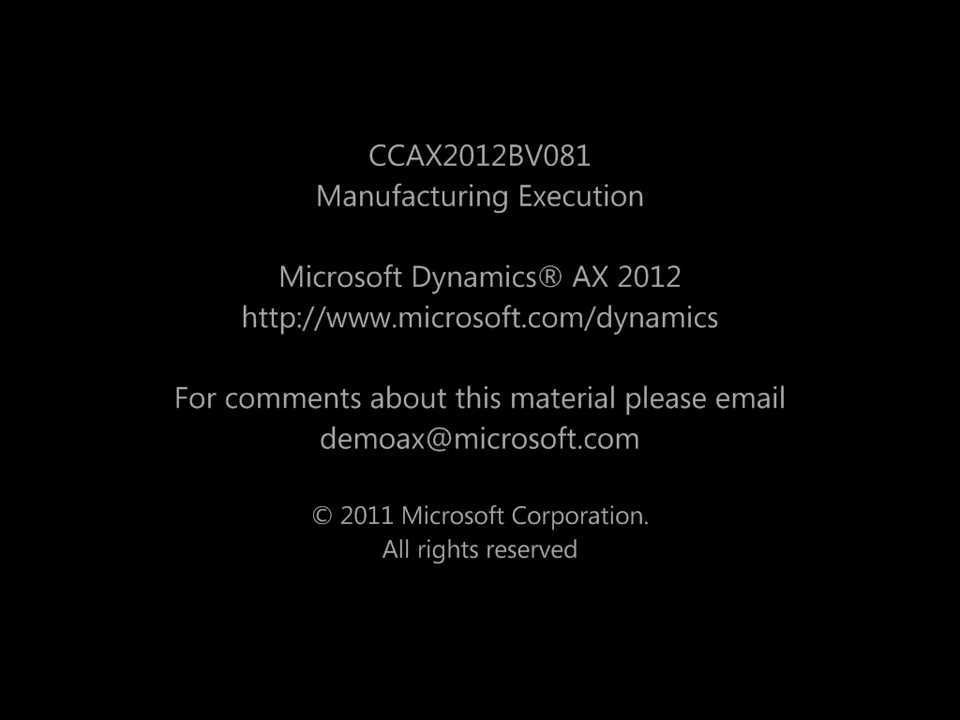 CCAX2012BV081
Manufacturing Execution
Microsoft Dynamics® AX 2012
http://www.microsoft.com/dynamics
For comments about this material please email
demoax@microsoft.com
© 2011 Microsoft Corporation.
All rights reserved